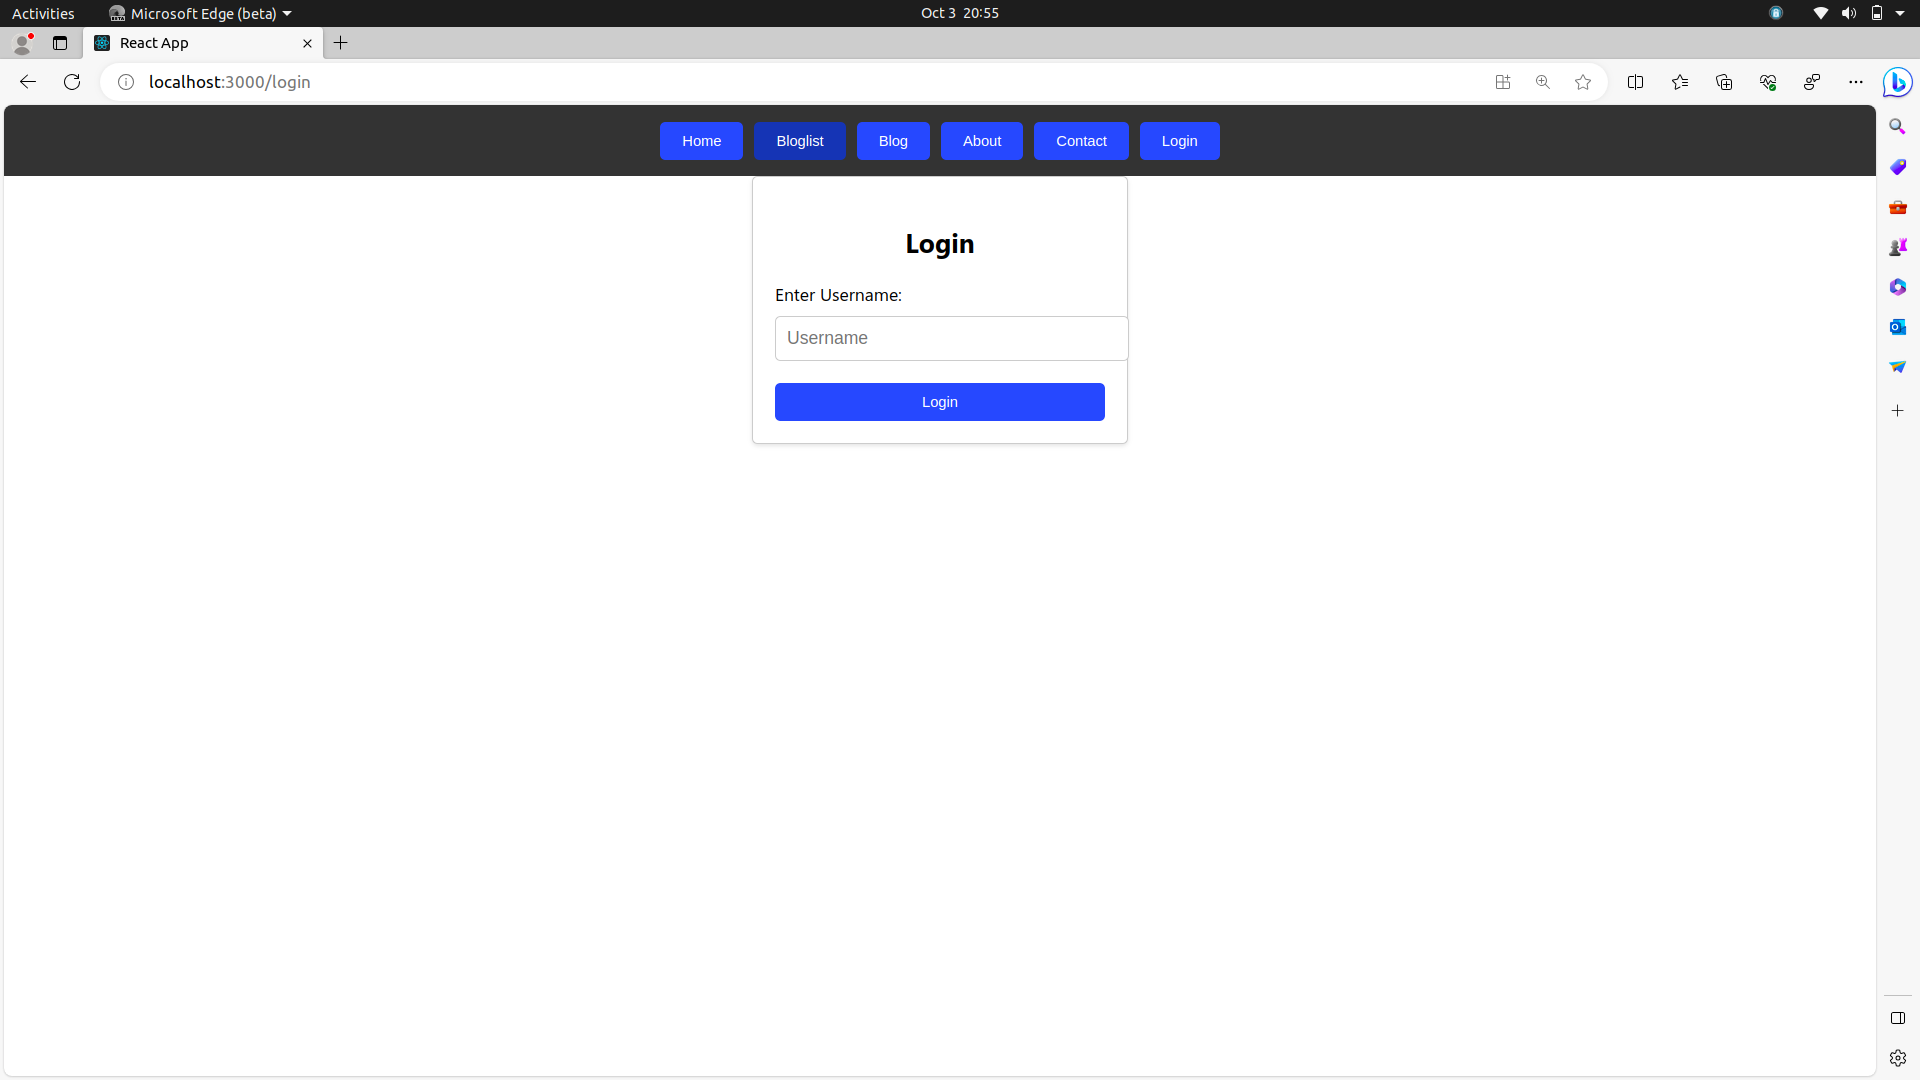 Activities Microsoft Edge (beta) Oct 3 20:55
React App
localhost:3000/login
Home Bloglist Blog About Contact Login
Login
Enter Username:
Username
Login